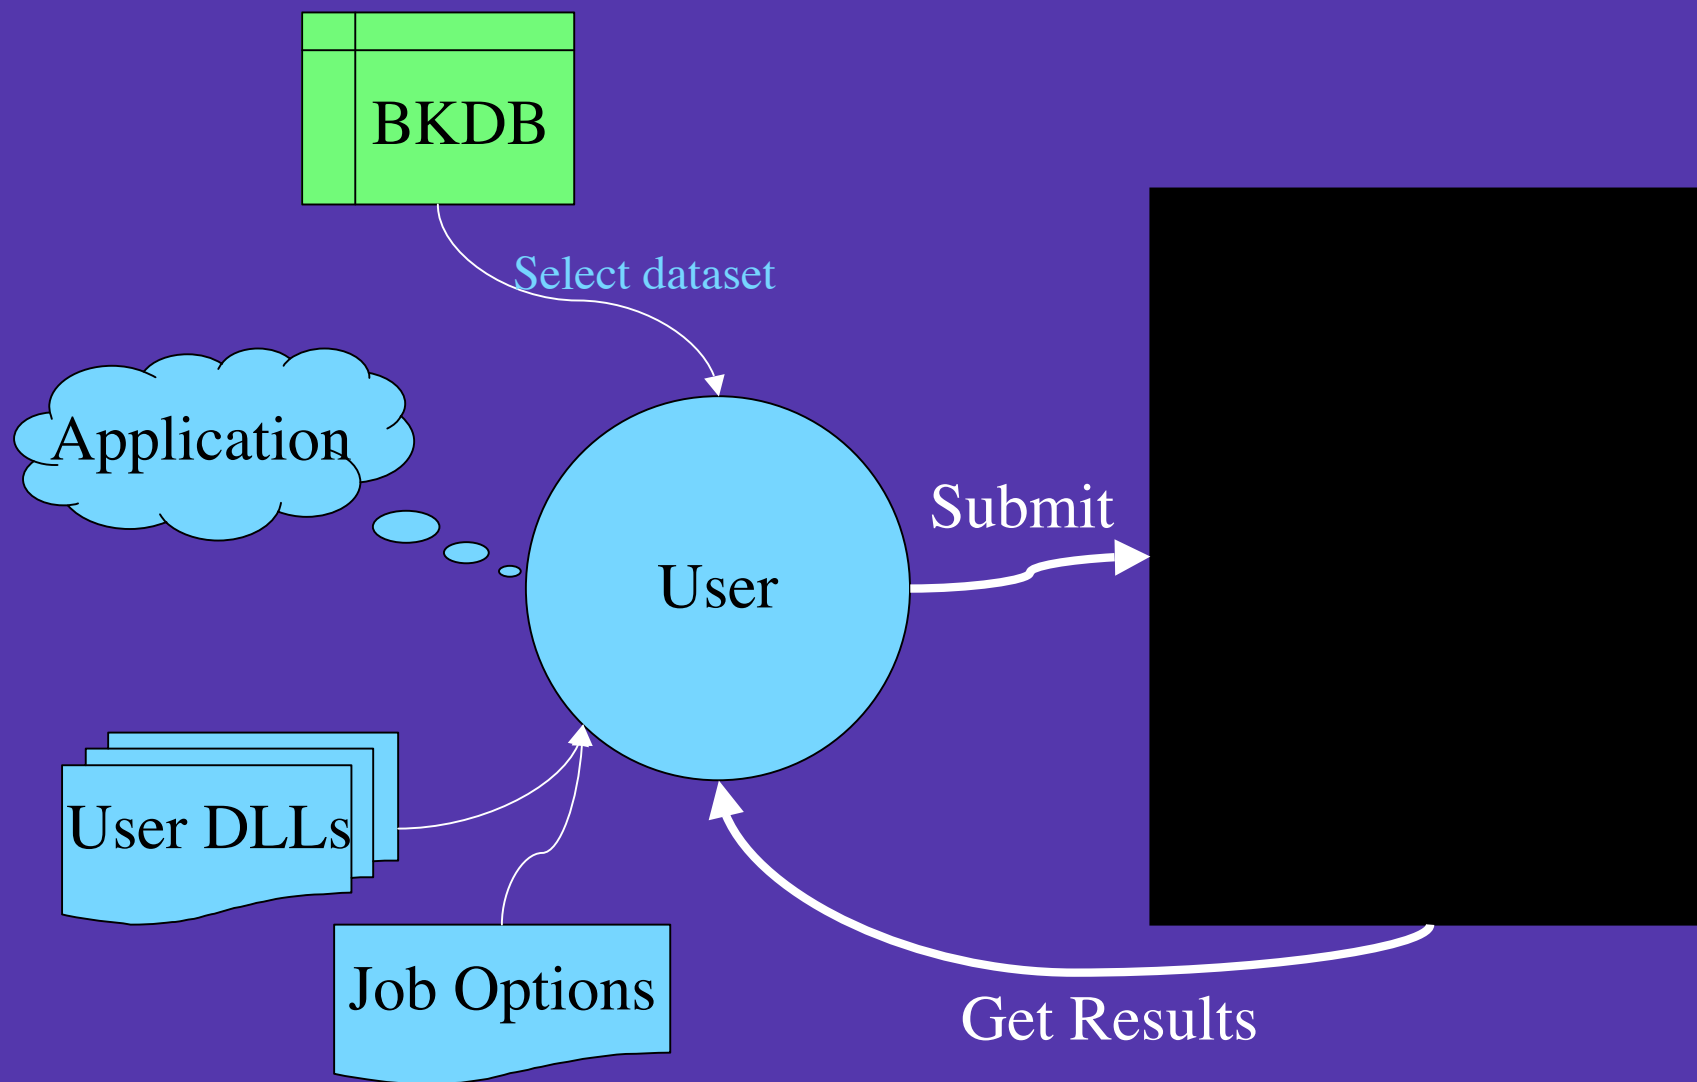 BKDB
Select dataset
Application
Submit
User
User DLLs
Job Options
Get Results